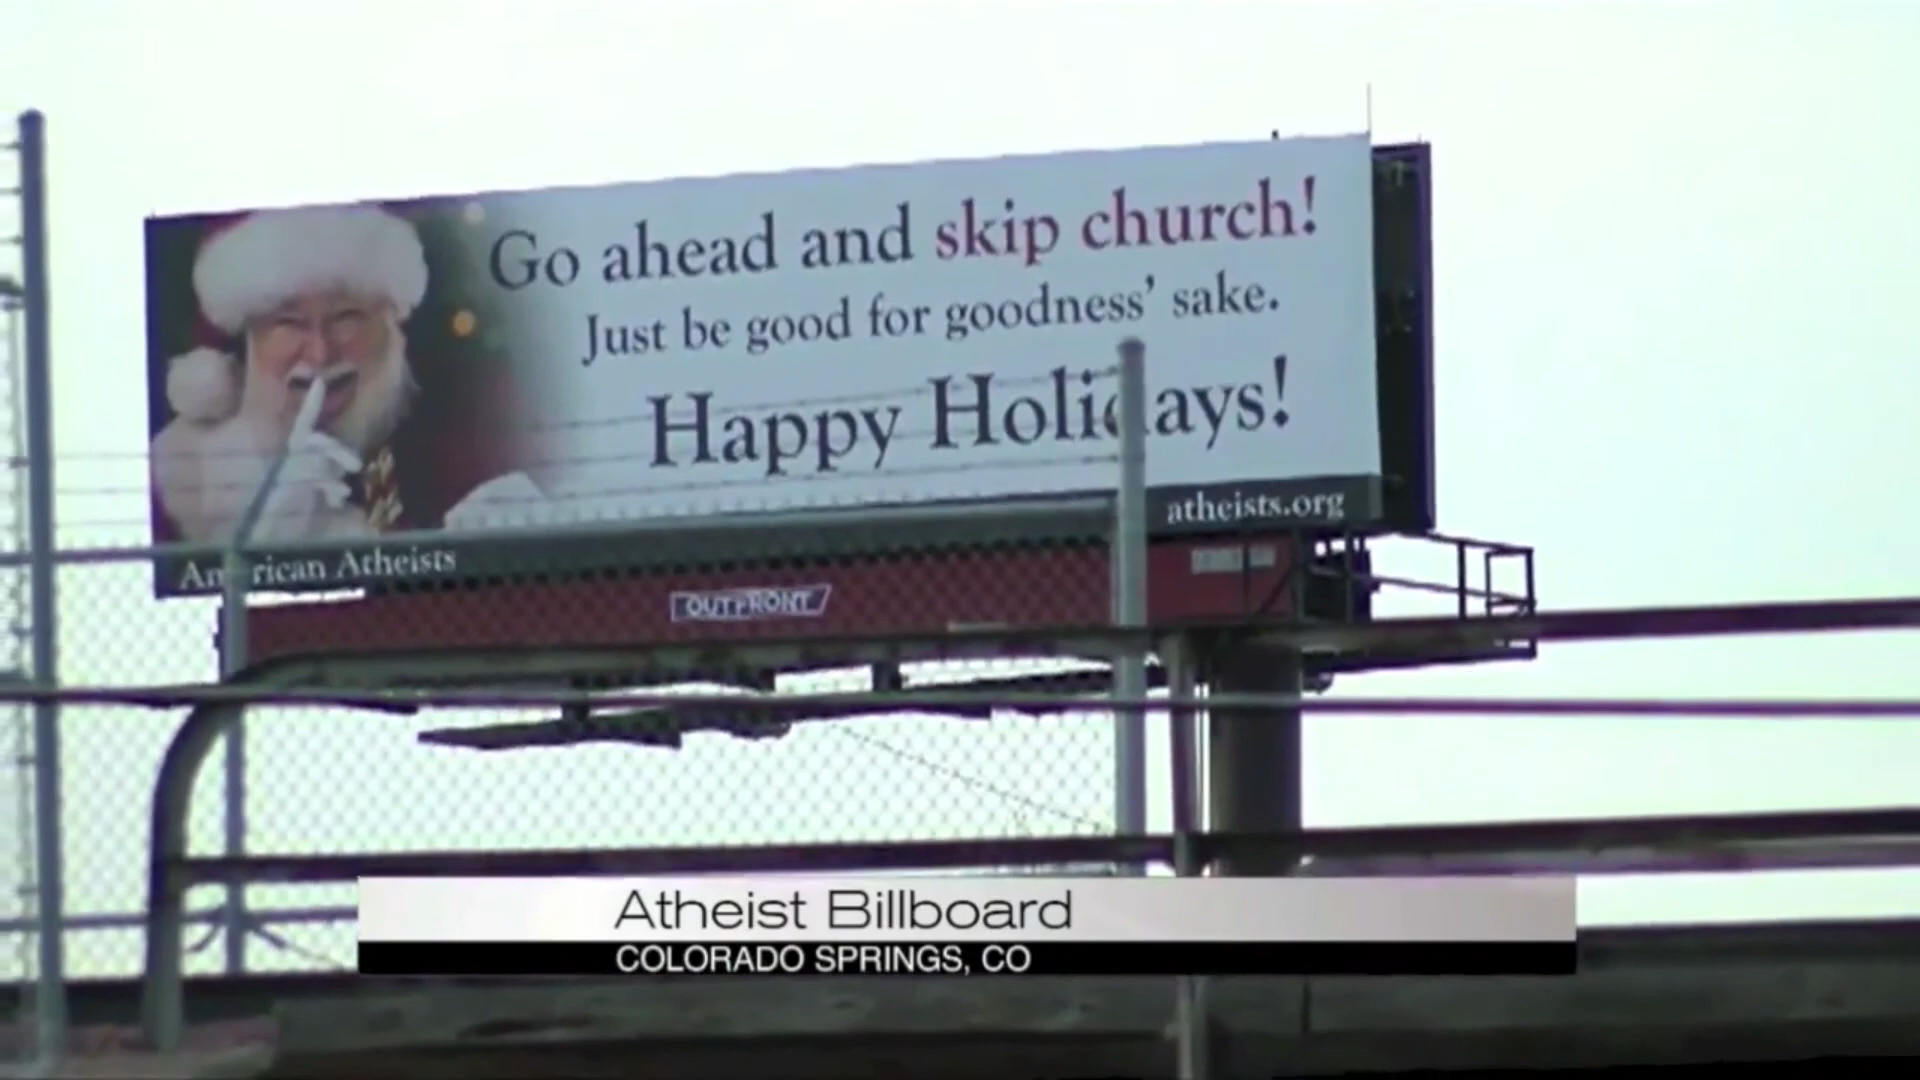 Go ahead and skip church!
Just be good for goodness' sake.
Happy Holidays!
atheists.org
American Atheists
OUTFRONT
Atheist Billboard
COLORADO SPRINGS, CO